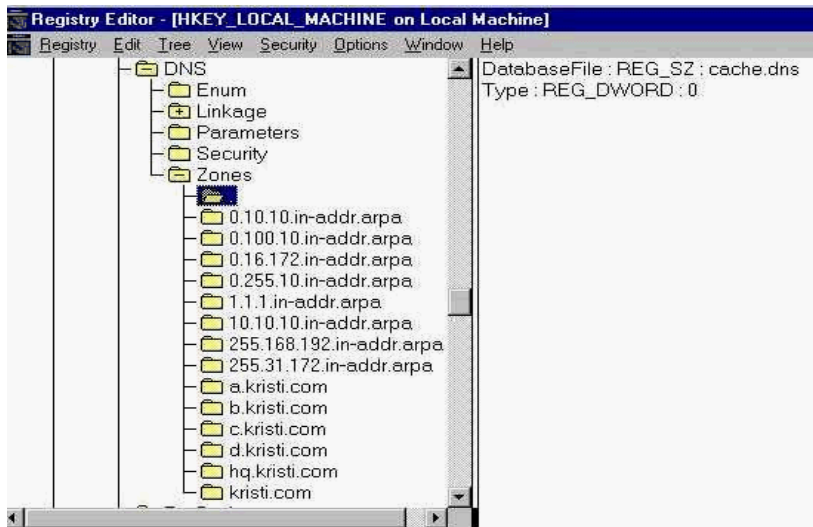 Registry Editor - [HKEY_LOCAL_MACHINE on Local Machine]
Registry Edit Tree View Security Options Window Help
DNS
Enum
Linkage
Parameters
Security
Zones
.
0.10.10.in-addr.arpa
0.100.10.in-addr.arpa
0.16.172.in-addr.arpa
0.255.10.in-addr.arpa
1.1.1.in-addr.arpa
10.10.10.in-addr.arpa
255.168.192.in-addr.arpa
255.31.172.in-addr.arpa
a.kristi.com
b.kristi.com
c.kristi.com
d.kristi.com
hq.kristi.com
kristi.com
DatabaseFile : REG_SZ : cache.dns
Type : REG_DWORD : 0